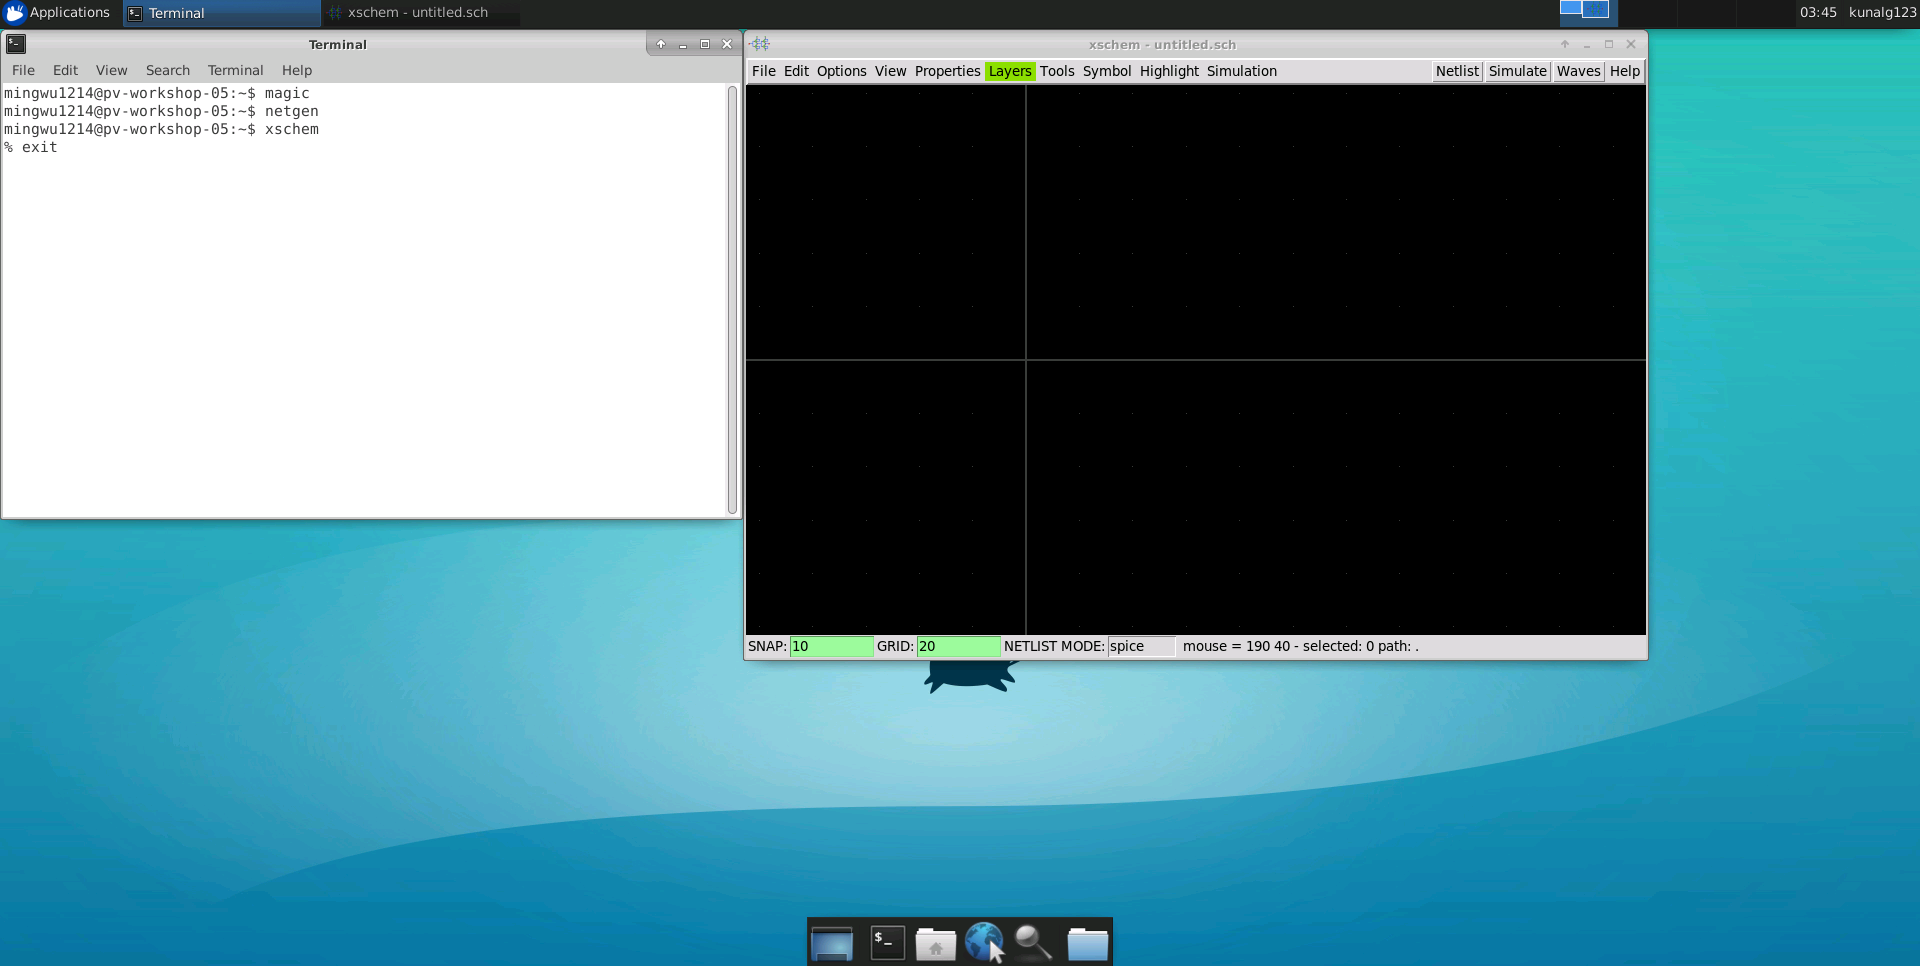 Applications Terminal xschem - untitled.sch 03:45 kunalg123
Terminal
File Edit View Search Terminal Help
mingwu1214@pv-workshop-05:~$ magic
mingwu1214@pv-workshop-05:~$ netgen
mingwu1214@pv-workshop-05:~$ xschem
% exit
xschem - untitled.sch
File Edit Options View Properties Layers Tools Symbol Highlight Simulation Netlist Simulate Waves Help
SNAP: 10 GRID: 20 NETLIST MODE: spice mouse = 190 40 - selected: 0 path: .
$_